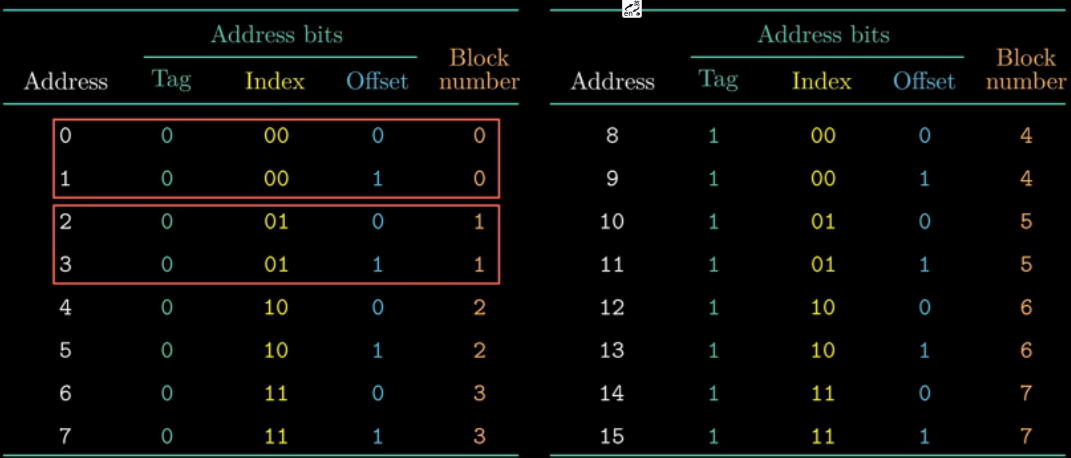 Address bits Address bits
Address Tag Index Offset Block number Address Tag Index Offset Block number
0 0 00 0 0 8 1 00 0 4
1 0 00 1 0 9 1 00 1 4
2 0 01 0 1 10 1 01 0 5
3 0 01 1 1 11 1 01 1 5
4 0 10 0 2 12 1 10 0 6
5 0 10 1 2 13 1 10 1 6
6 0 11 0 3 14 1 11 0 7
7 0 11 1 3 15 1 11 1 7